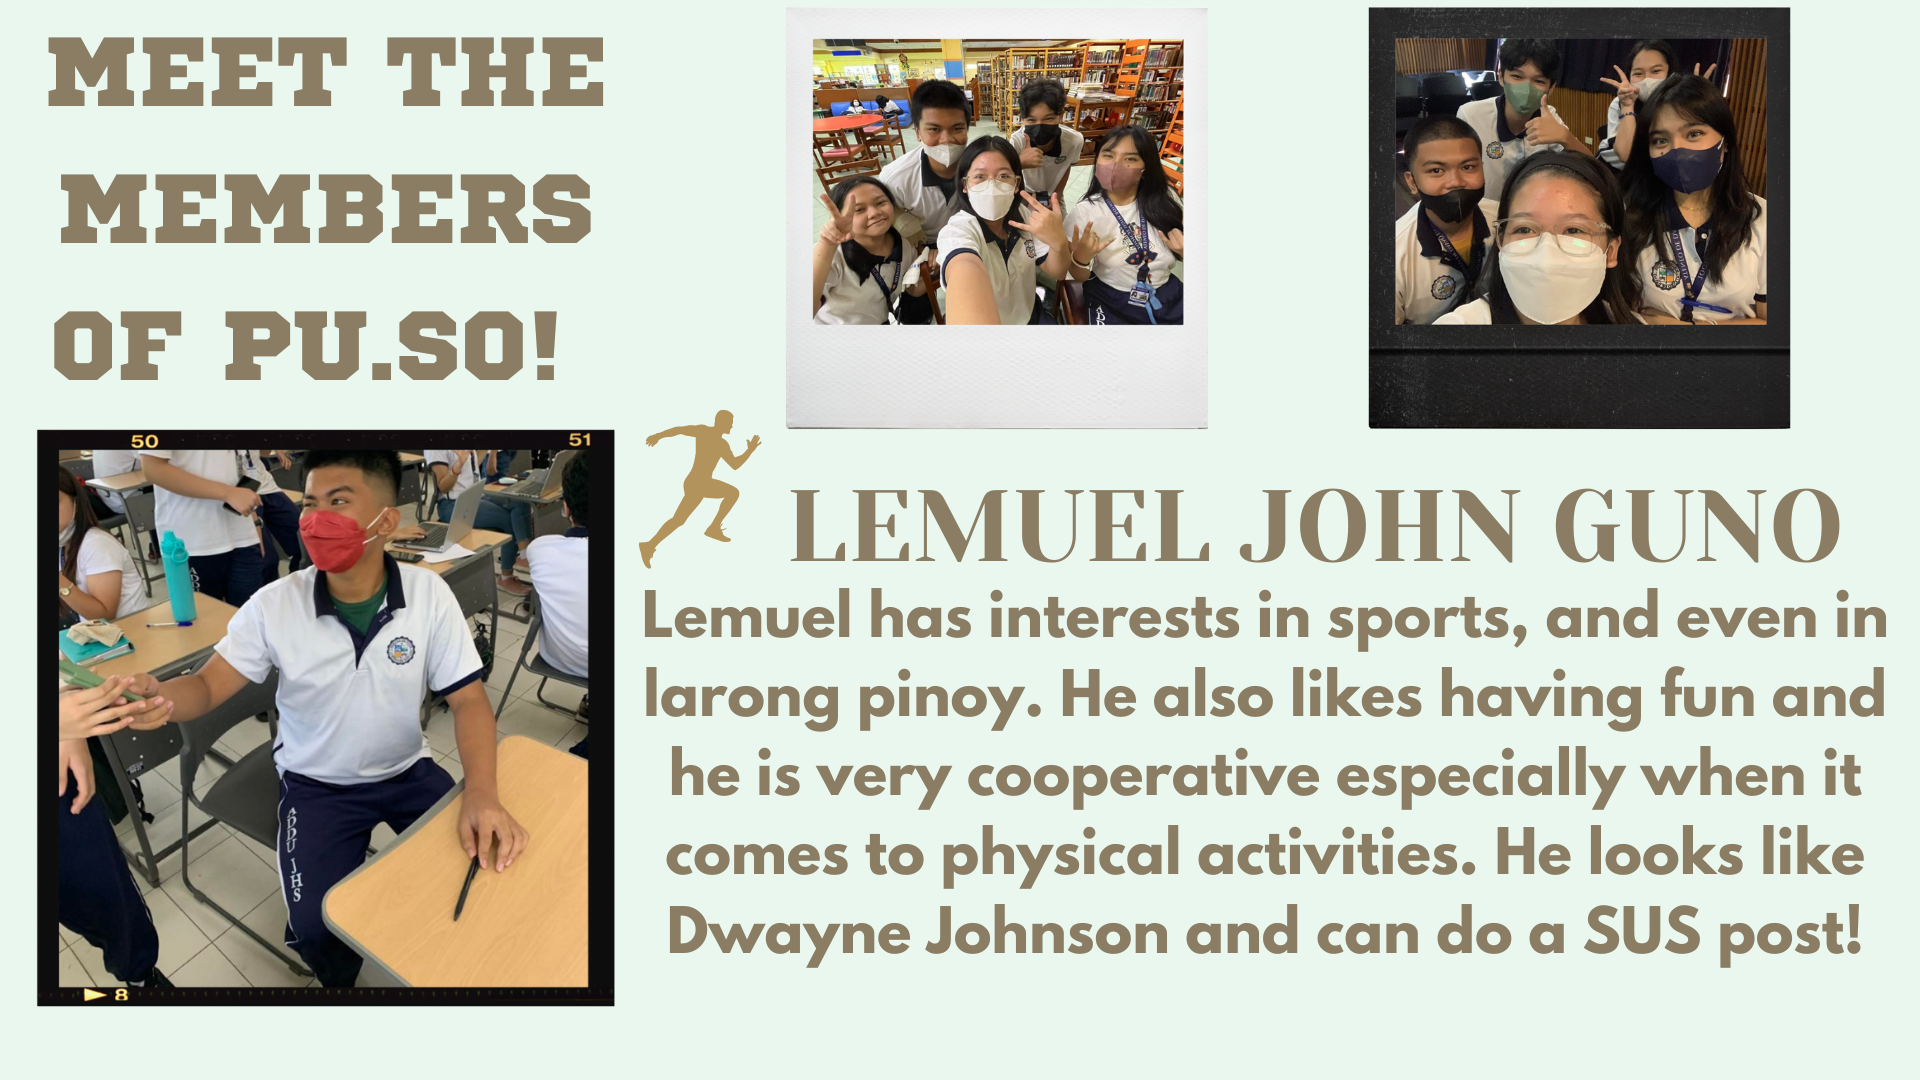 MEET THE
MEMBERS
OF PU.SO!
50
51
ADDU JHS
8
LEMUEL JOHN GUNO
Lemuel has interests in sports, and even in
larong pinoy. He also likes having fun and
he is very cooperative especially when it
comes to physical activities. He looks like
Dwayne Johnson and can do a SUS post!